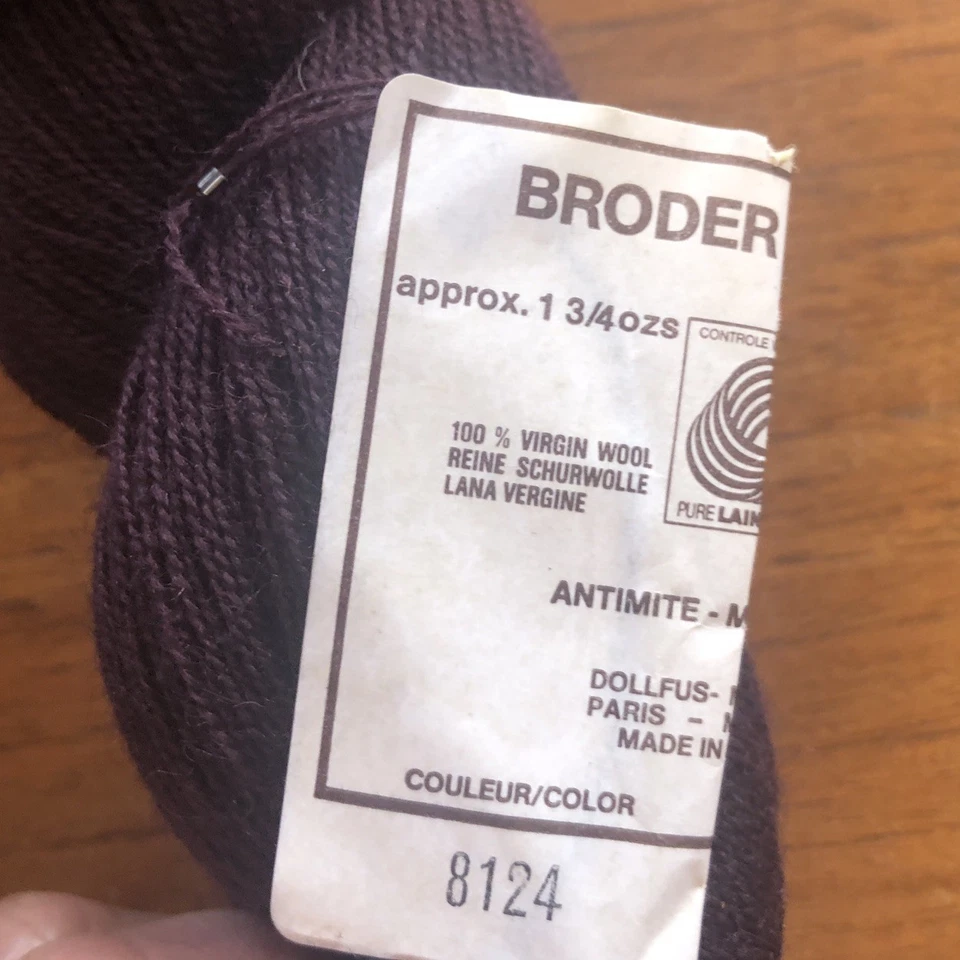 BRODER
approx. 1 3/4ozs
CONTROLE
100 % VIRGIN WOOL
REINE SCHURWOLLE
LANA VERGINE
PURE LAIN
ANTIMITE - M
DOLLFUS-
PARIS –
MADE IN
COULEUR/COLOR
8124